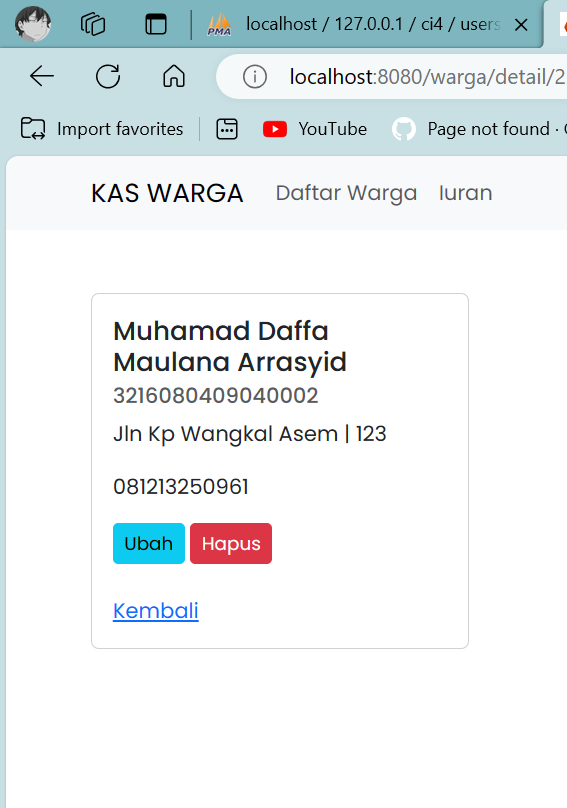 PMA localhost / 127.0.0.1 / ci4 / users
localhost:8080/warga/detail/2
Import favorites YouTube Page not found ·
KAS WARGA Daftar Warga Iuran
Muhamad Daffa
Maulana Arrasyid
3216080409040002
Jln Kp Wangkal Asem | 123
081213250961
Ubah Hapus
Kembali